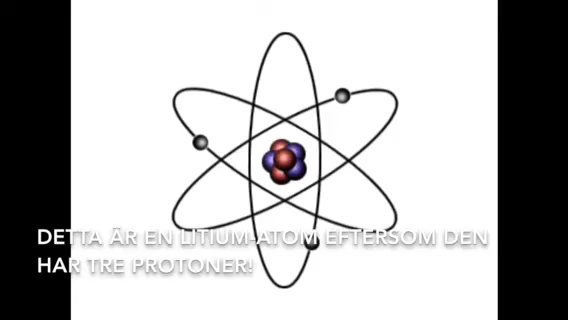 DETTA ÄR EN LITIUM-ATOM EFTERSOM DEN
HAR TRE PROTONER!